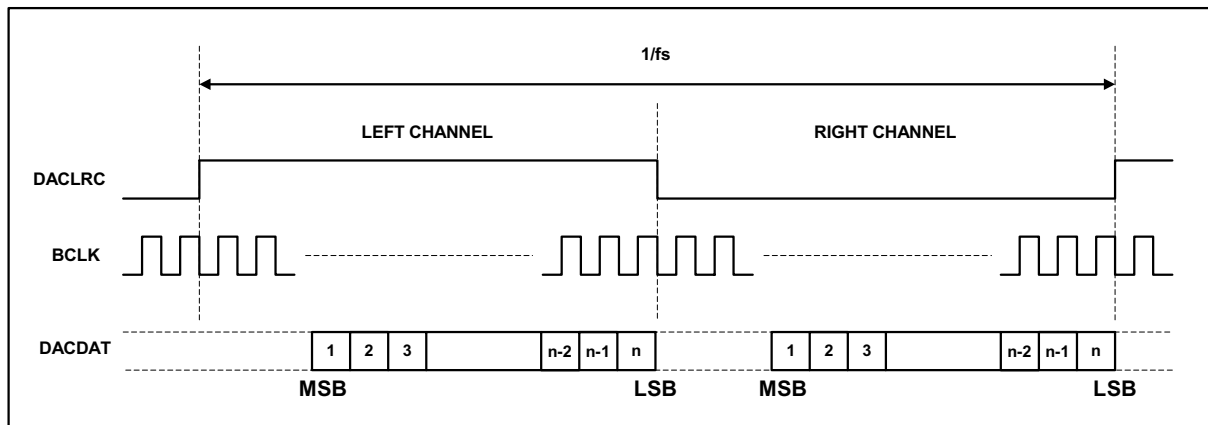 1/fs
LEFT CHANNEL RIGHT CHANNEL
DACLRC
BCLK
DACDAT 1 2 3 n-2 n-1 n 1 2 3 n-2 n-1 n
MSB LSB MSB LSB